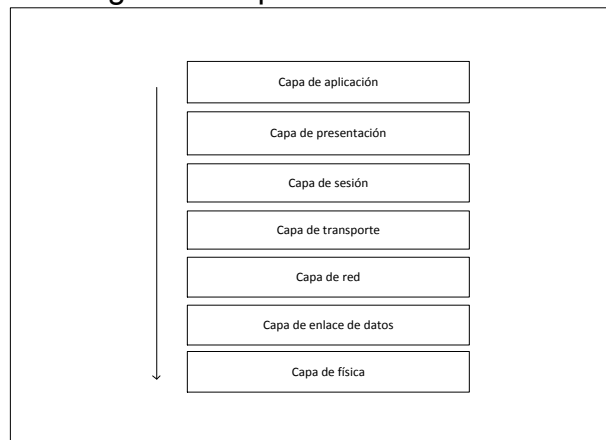 Capa de aplicación
Capa de presentación
Capa de sesión
Capa de transporte
Capa de red
Capa de enlace de datos
Capa de física